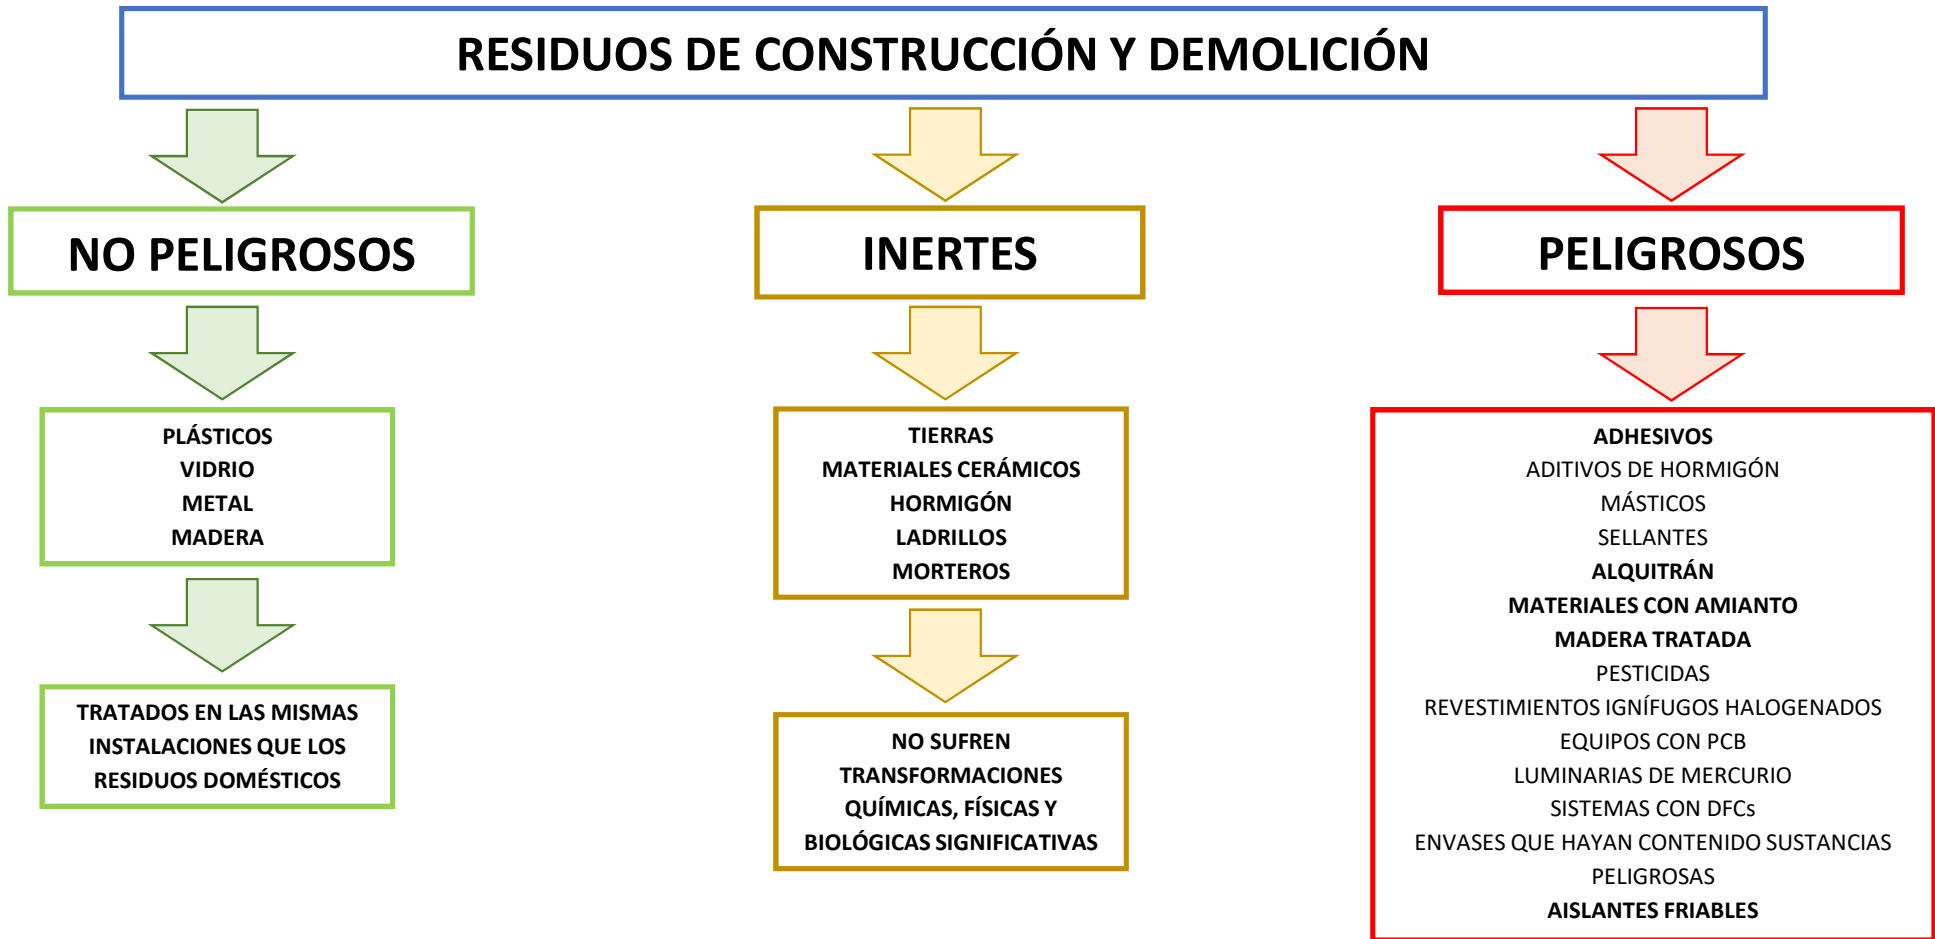 RESIDUOS DE CONSTRUCCIÓN Y DEMOLICIÓN
NO PELIGROSOS
INERTES
PELIGROSOS
PLÁSTICOS
VIDRIO
METAL
MADERA
TRATADOS EN LAS MISMAS
INSTALACIONES QUE LOS
RESIDUOS DOMÉSTICOS
TIERRAS
MATERIALES CERÁMICOS
HORMIGÓN
LADRILLOS
MORTEROS
NO SUFREN
TRANSFORMACIONES
QUÍMICAS, FÍSICAS Y
BIOLÓGICAS SIGNIFICATIVAS
ADHESIVOS
ADITIVOS DE HORMIGÓN
MÁSTICOS
SELLANTES
ALQUITRÁN
MATERIALES CON AMIANTO
MADERA TRATADA
PESTICIDAS
REVESTIMIENTOS IGNÍFUGOS HALOGENADOS
EQUIPOS CON PCB
LUMINARIAS DE MERCURIO
SISTEMAS CON DFCs
ENVASES QUE HAYAN CONTENIDO SUSTANCIAS
PELIGROSAS
AISLANTES FRIABLES